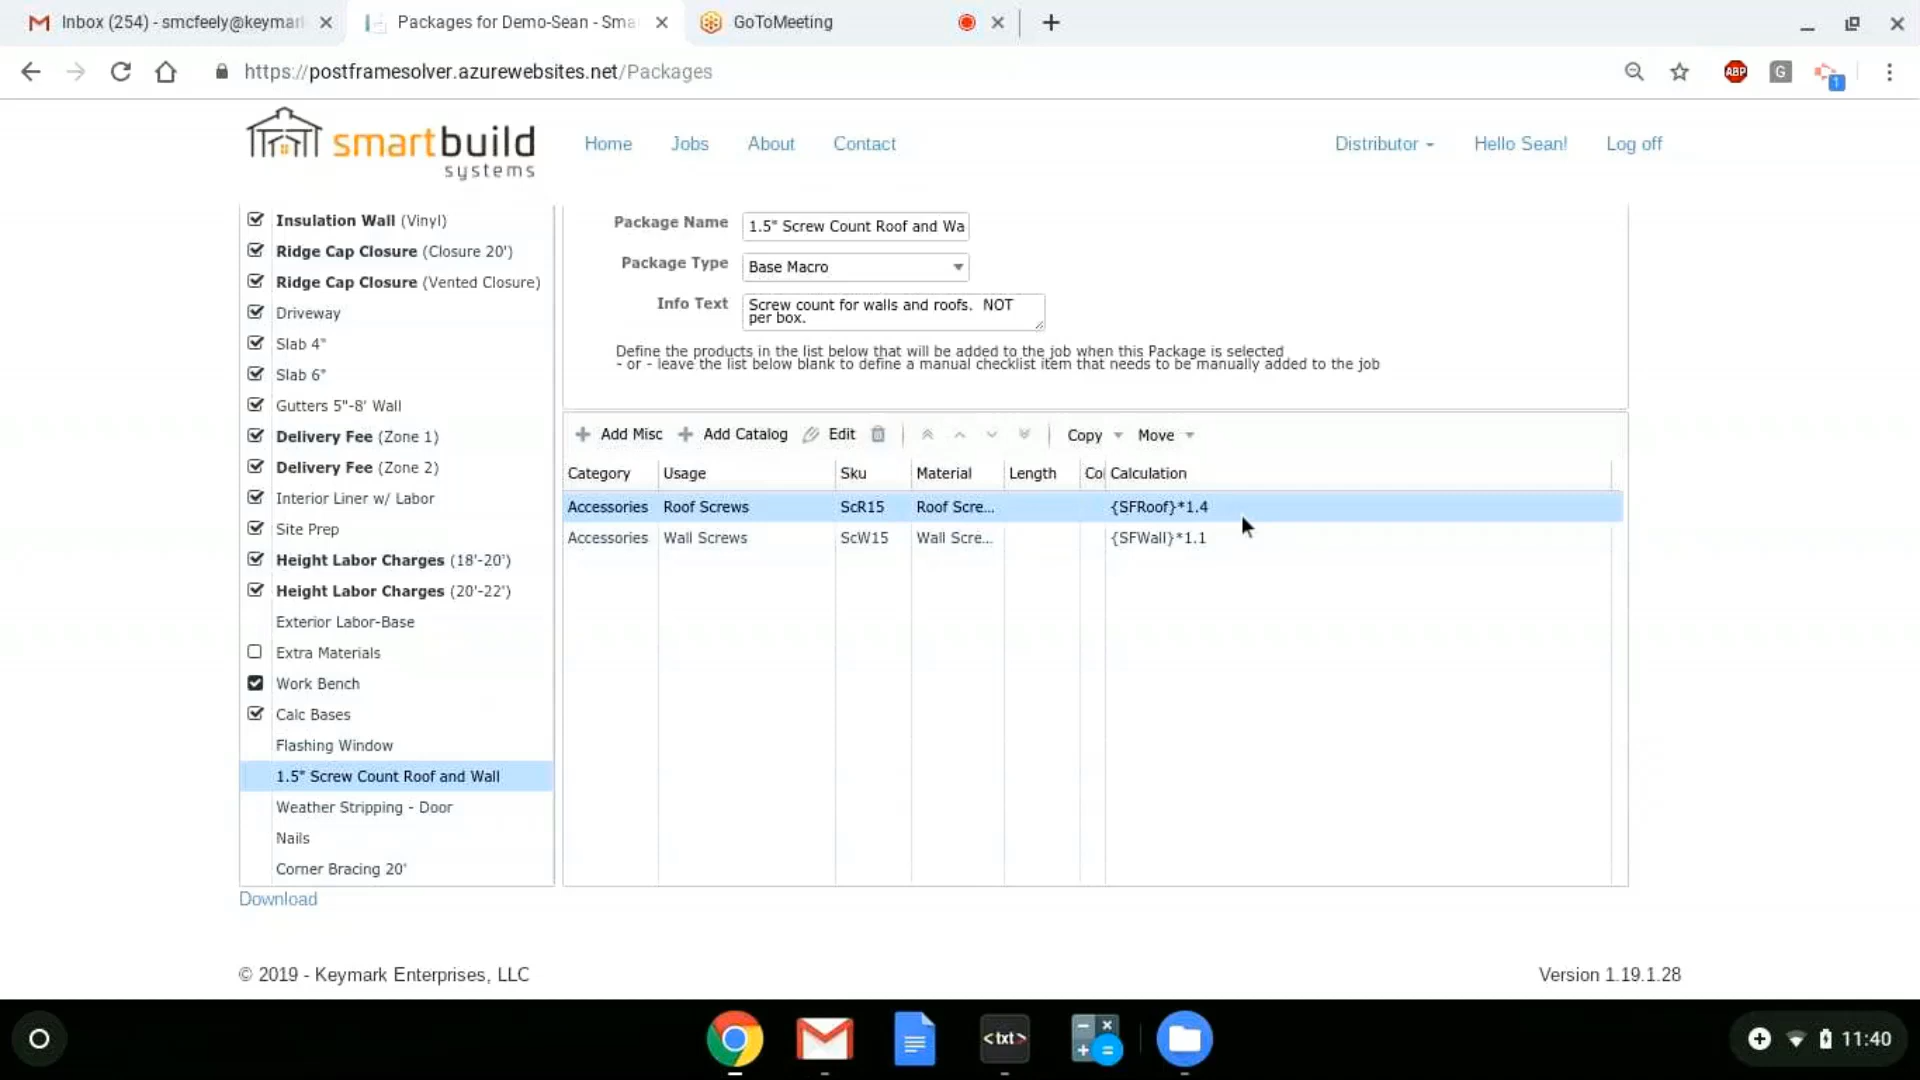 Inbox (254) - smcfeely@keymar
Packages for Demo-Sean - Sma
GoToMeeting
https://postframesolver.azurewebsites.net/Packages
ABP
G
1
smartbuild
systems
Home
Jobs
About
Contact
Distributor
Hello Sean!
Log off
Insulation Wall (Vinyl)
Ridge Cap Closure (Closure 20')
Ridge Cap Closure (Vented Closure)
Driveway
Slab 4"
Slab 6"
Gutters 5"-8' Wall
Delivery Fee (Zone 1)
Delivery Fee (Zone 2)
Interior Liner w/ Labor
Site Prep
Height Labor Charges (18'-20')
Height Labor Charges (20'-22')
Exterior Labor-Base
Extra Materials
Work Bench
Calc Bases
Flashing Window
1.5" Screw Count Roof and Wall
Weather Stripping - Door
Nails
Corner Bracing 20'
Download
Package Name 1.5" Screw Count Roof and Wa
Package Type Base Macro
Info Text Screw count for walls and roofs. NOT
per box.
Define the products in the list below that will be added to the job when this Package is selected
- or - leave the list below blank to define a manual checklist item that needs to be manually added to the job
Add Misc Add Catalog Edit Copy Move
Category Usage Sku Material Length Col Calculation
Accessories Roof Screws ScR15 Roof Scre... {SFRoof}*1.4
Accessories Wall Screws ScW15 Wall Scre... {SFWall}*1.1
© 2019 - Keymark Enterprises, LLC
Version 1.19.1.28
<txt>
11:40